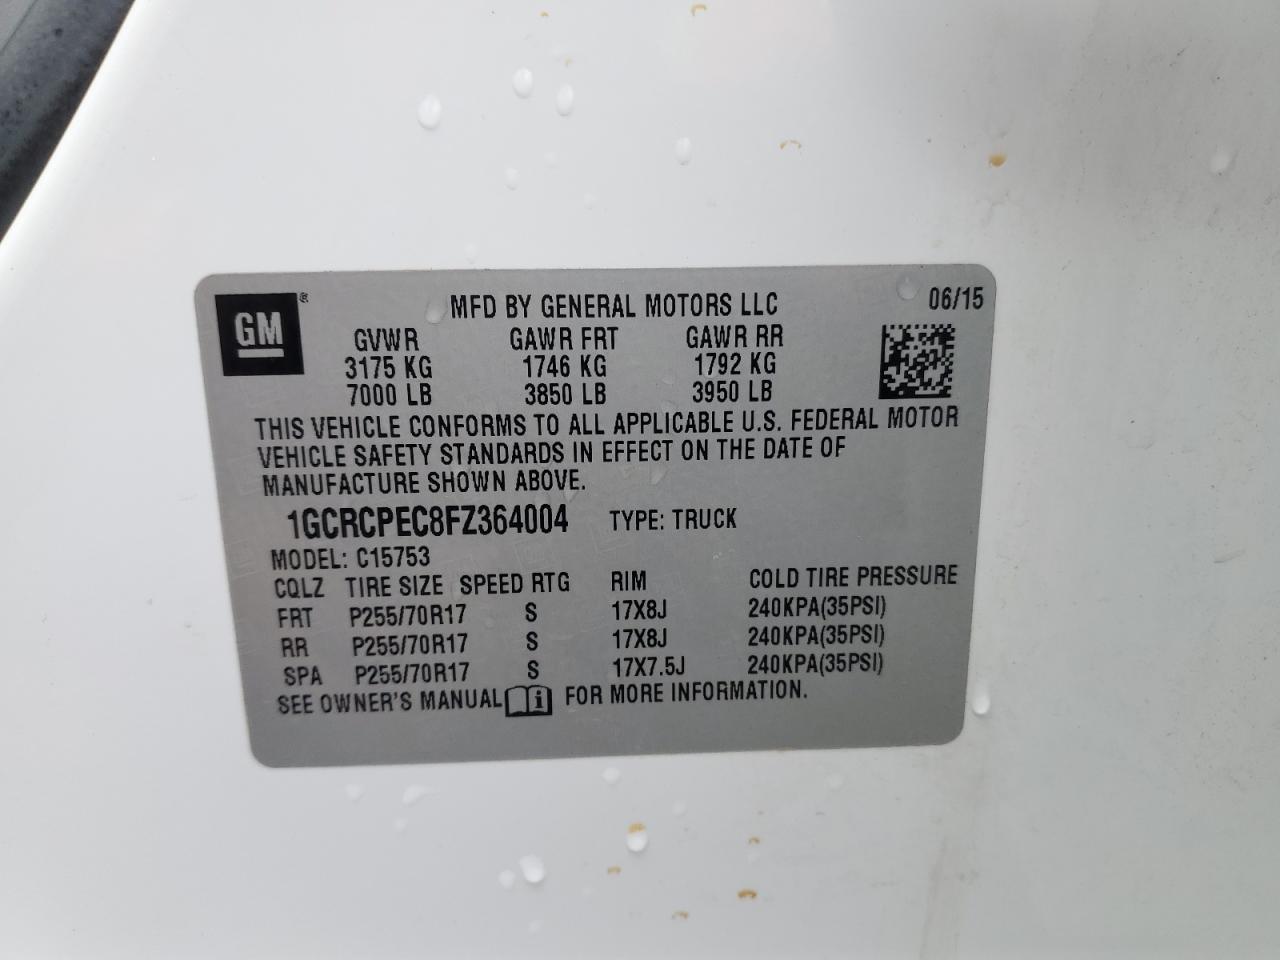 GM ®
MFD BY GENERAL MOTORS LLC 06/15
GVWR GAWR FRT GAWR RR
3175 KG 1746 KG 1792 KG
7000 LB 3850 LB 3950 LB
THIS VEHICLE CONFORMS TO ALL APPLICABLE U.S. FEDERAL MOTOR
VEHICLE SAFETY STANDARDS IN EFFECT ON THE DATE OF
MANUFACTURE SHOWN ABOVE.
1GCRCPEC8FZ364004 TYPE: TRUCK
MODEL: C15753
CQLZ TIRE SIZE SPEED RTG RIM COLD TIRE PRESSURE
FRT P255/70R17 S 17X8J 240KPA(35PSI)
RR P255/70R17 S 17X8J 240KPA(35PSI)
SPA P255/70R17 S 17X7.5J 240KPA(35PSI)
SEE OWNER'S MANUAL i FOR MORE INFORMATION.